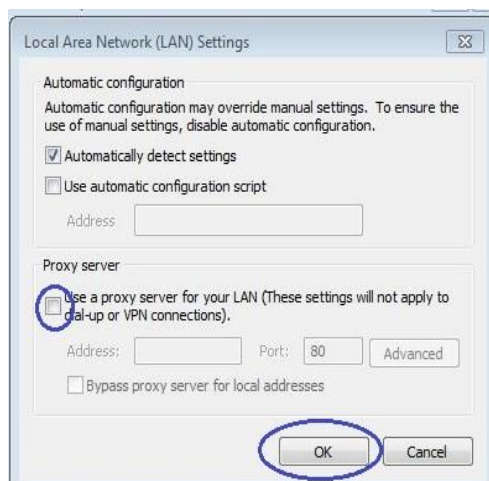 Local Area Network (LAN) Settings
Automatic configuration
Automatic configuration may override manual settings. To ensure the
use of manual settings, disable automatic configuration.
Automatically detect settings
Use automatic configuration script
Address
Proxy server
Use a proxy server for your LAN (These settings will not apply to
dial-up or VPN connections).
Address:
Port: 80
Advanced
Bypass proxy server for local addresses
OK
Cancel